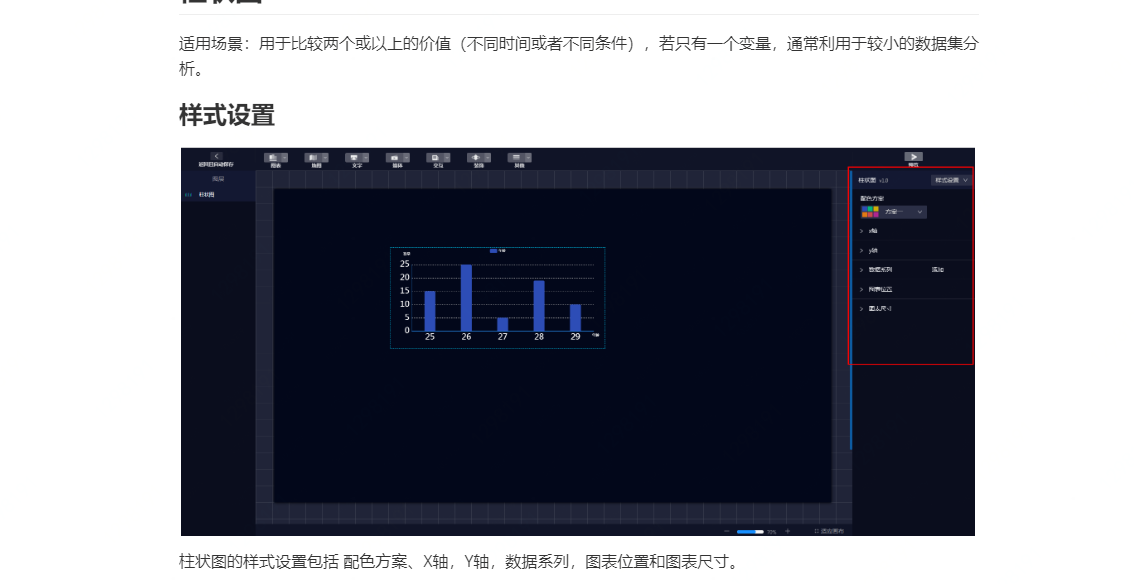 柱状图
适用场景：用于比较两个或以上的价值（不同时间或者不同条件），若只有一个变量，通常利用于较小的数据集分
析。
样式设置
图表
文字
交互
柱状图 v1.0
样式设置
图层
柱状图
配色方案
方案一
x轴
y轴
数据系列
添加
图表位置
图表尺寸
25
20
15
10
5
0
25 26 27 28 29
柱状图的样式设置包括 配色方案、X轴，Y轴，数据系列，图表位置和图表尺寸。